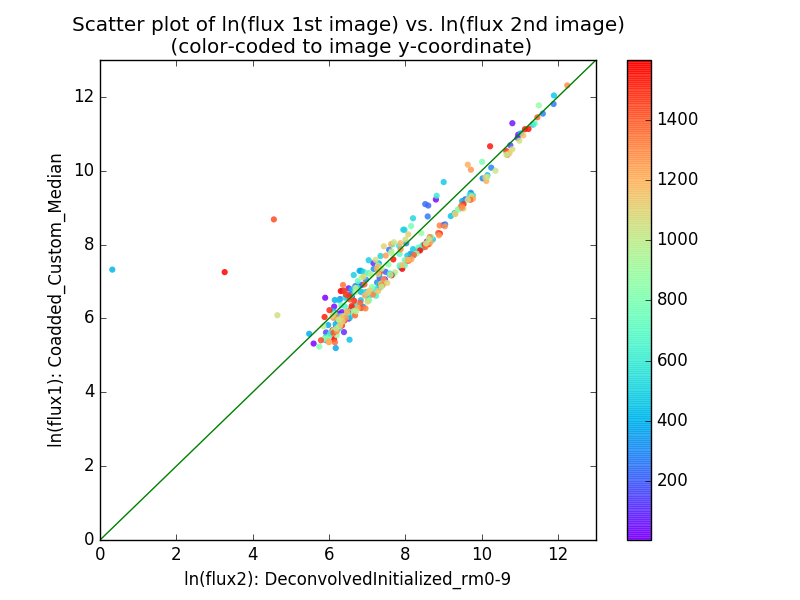 Scatter plot of ln(flux 1st image) vs. ln(flux 2nd image)
(color-coded to image y-coordinate)
ln(flux1): Coadded_Custom_Median
12
10
8
6
4
2
0
0 2 4 6 8 10 12
ln(flux2): DeconvolvedInitialized_rm0-9
1400
1200
1000
800
600
400
200